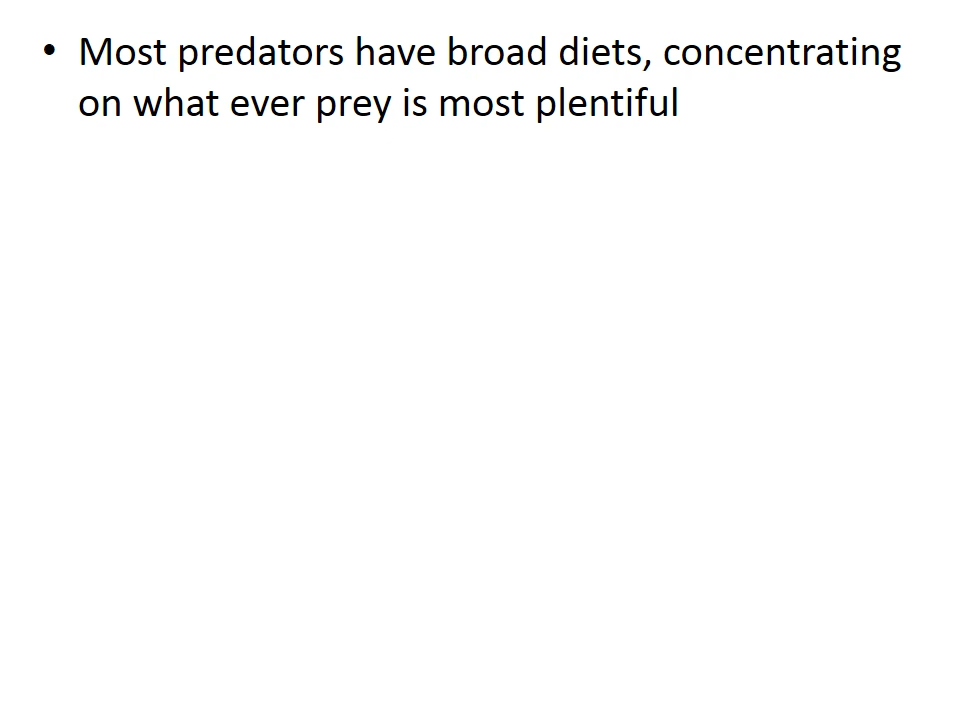 • Most predators have broad diets, concentrating
on what ever prey is most plentiful